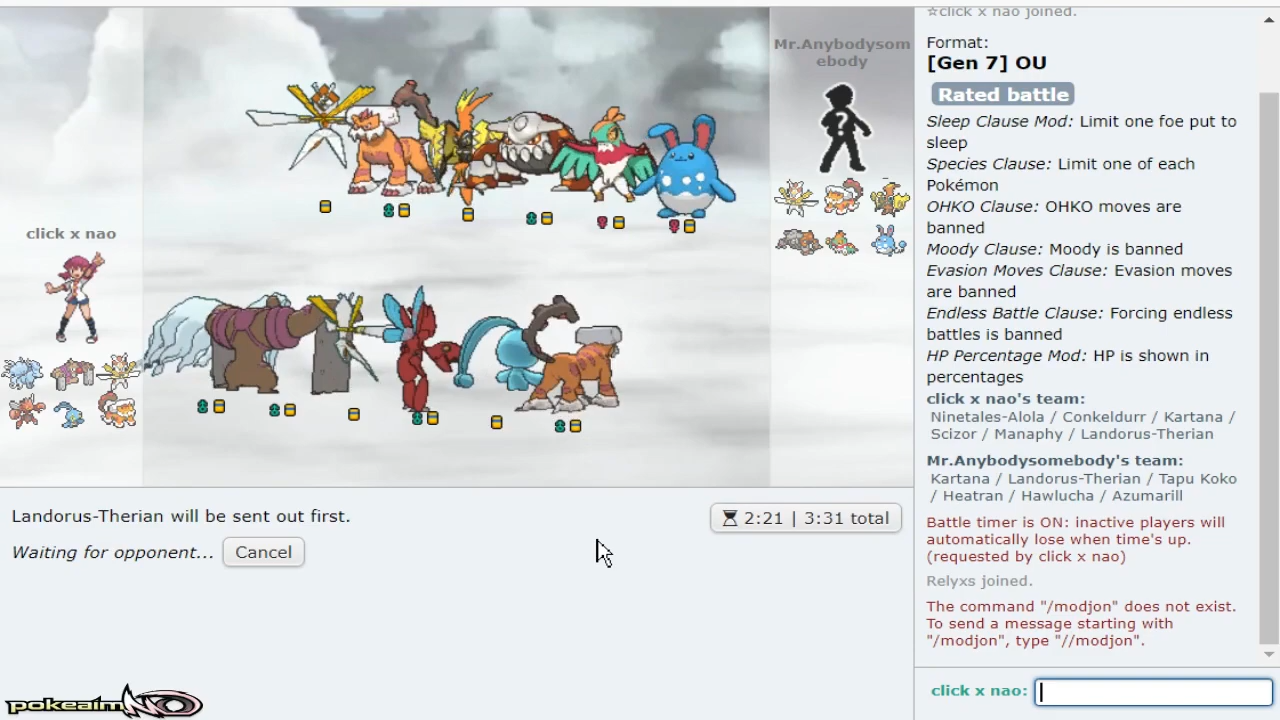 ☆click x nao joined.
Format:
[Gen 7] OU
Rated battle
Sleep Clause Mod: Limit one foe put to
sleep
Species Clause: Limit one of each
Pokémon
OHKO Clause: OHKO moves are
banned
Moody Clause: Moody is banned
Evasion Moves Clause: Evasion moves
are banned
Endless Battle Clause: Forcing endless
battles is banned
HP Percentage Mod: HP is shown in
percentages
click x nao's team:
Ninetales-Alola / Conkeldurr / Kartana /
Scizor / Manaphy / Landorus-Therian
Mr.Anybodysomebody's team:
Kartana / Landorus-Therian / Tapu Koko
/ Heatran / Hawlucha / Azumarill
Battle timer is ON: inactive players will
automatically lose when time's up.
(requested by click x nao)
Relyxs joined.
The command "/modjon" does not exist.
To send a message starting with
"/modjon", type "//modjon".
click x nao:
Mr.Anybodysom
ebody
?
click x nao
Landorus-Therian will be sent out first.
2:21 | 3:31 total
Waiting for opponent... Cancel
pokeaimMD